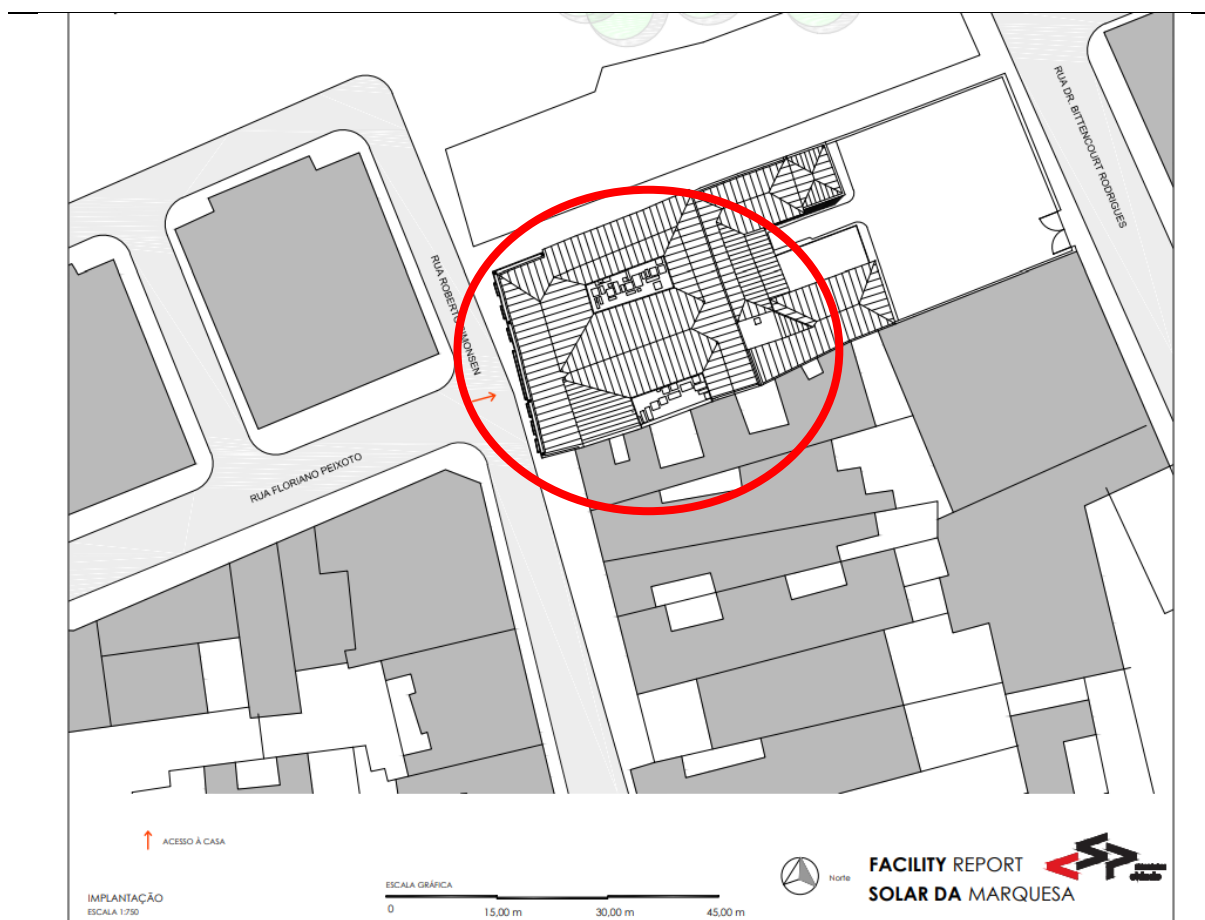 RUA DR. BITTENCOURT RODRIGUES
RUA ROBERTO SIMONSEN
RUA FLORIANO PEIXOTO
ACESSO À CASA
IMPLANTAÇÃO
ESCALA 1:750
ESCALA GRÁFICA
0 15,00 m 30,00 m 45,00 m
Norte
FACILITY REPORT
SOLAR DA MARQUESA